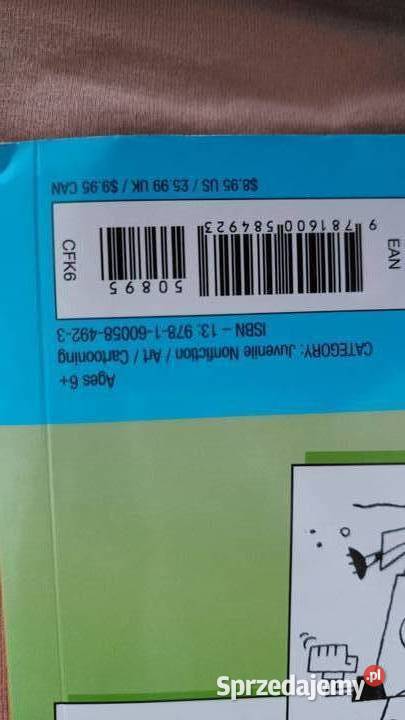 Ages 6+
CATEGORY: Juvenile Nonfiction / Art / Cartooning
ISBN – 13: 978-1-60058-492-3
EAN
9 781600 584923
50895
CFK6
$8.95 US / £5.99 UK / $9.95 CAN
Sprzedajemy.pl